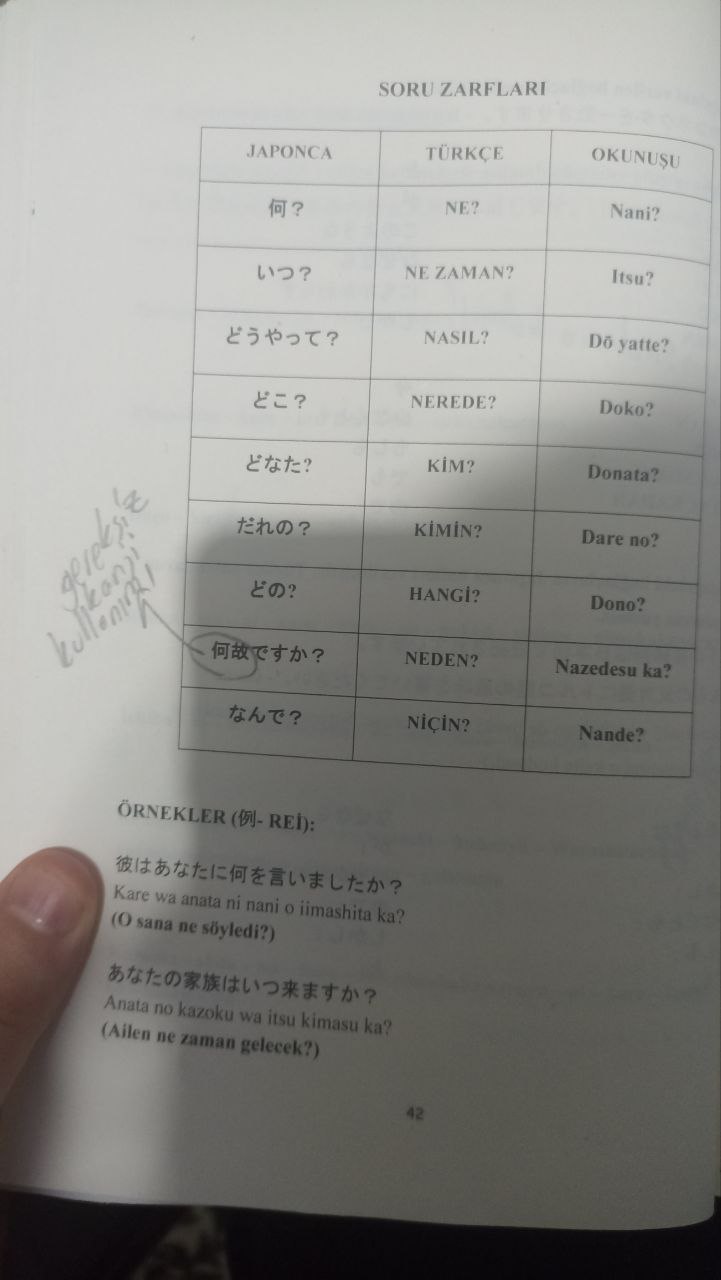 SORU ZARFLARI
JAPONCA TÜRKÇE OKUNUŞU
何? NE? Nani?
いつ? NE ZAMAN? Itsu?
どうやって? NASIL? Dō yatte?
どこ? NEREDE? Doko?
どなた? KİM? Donata?
だれの? KİMİN? Dare no?
どの? HANGİ? Dono?
gereksiz
kanji
kullanımı
何故ですか? NEDEN? Nazedesu ka?
なんで? NİÇİN? Nande?
ÖRNEKLER (例- REİ):
彼はあなたに何を言いましたか?
Kare wa anata ni nani o iimashita ka?
(O sana ne söyledi?)
あなたの家族はいつ来ますか?
Anata no kazoku wa itsu kimasu ka?
(Ailen ne zaman gelecek?)
42